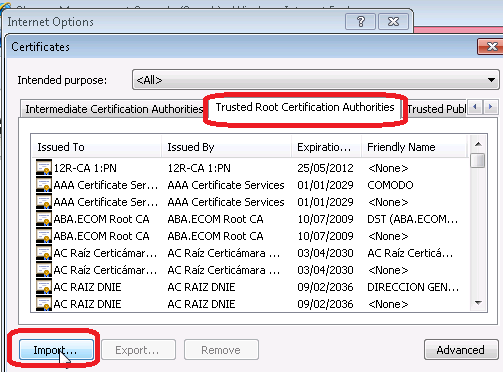 Internet Options
?
Certificates
Intended purpose: <All>
Intermediate Certification Authorities Trusted Root Certification Authorities Trusted Publ
Issued To Issued By Expiratio... Friendly Name
12R-CA 1:PN 12R-CA 1:PN 25/05/2012 <None>
AAA Certificate Ser... AAA Certificate Services 01/01/2029 COMODO
AAA Certificate Ser... AAA Certificate Services 01/01/2029 <None>
ABA.ECOM Root CA ABA.ECOM Root CA 10/07/2009 DST (ABA.ECOM...
ABA.ECOM Root CA ABA.ECOM Root CA 10/07/2009 <None>
AC Raíz Certicámar... AC Raíz Certicámara ... 03/04/2030 AC Raíz Certicá...
AC Raíz Certicámar... AC Raíz Certicámara ... 03/04/2030 <None>
AC RAIZ DNIE AC RAIZ DNIE 09/02/2036 DIRECCION GEN...
AC RAIZ DNIE AC RAIZ DNIE 09/02/2036 <None>
Import... Export... Remove Advanced